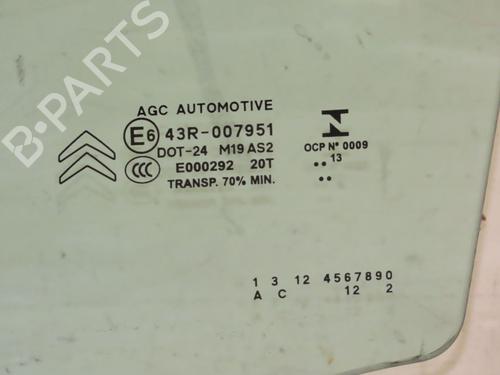 B-PARTS
AGC AUTOMOTIVE
E6 43R-007951
DOT-24 M19 AS2
CCC E000292 20T
TRANSP. 70% MIN.
OCP Nº 0009
13
1 3 12 4567890
A C 12 2